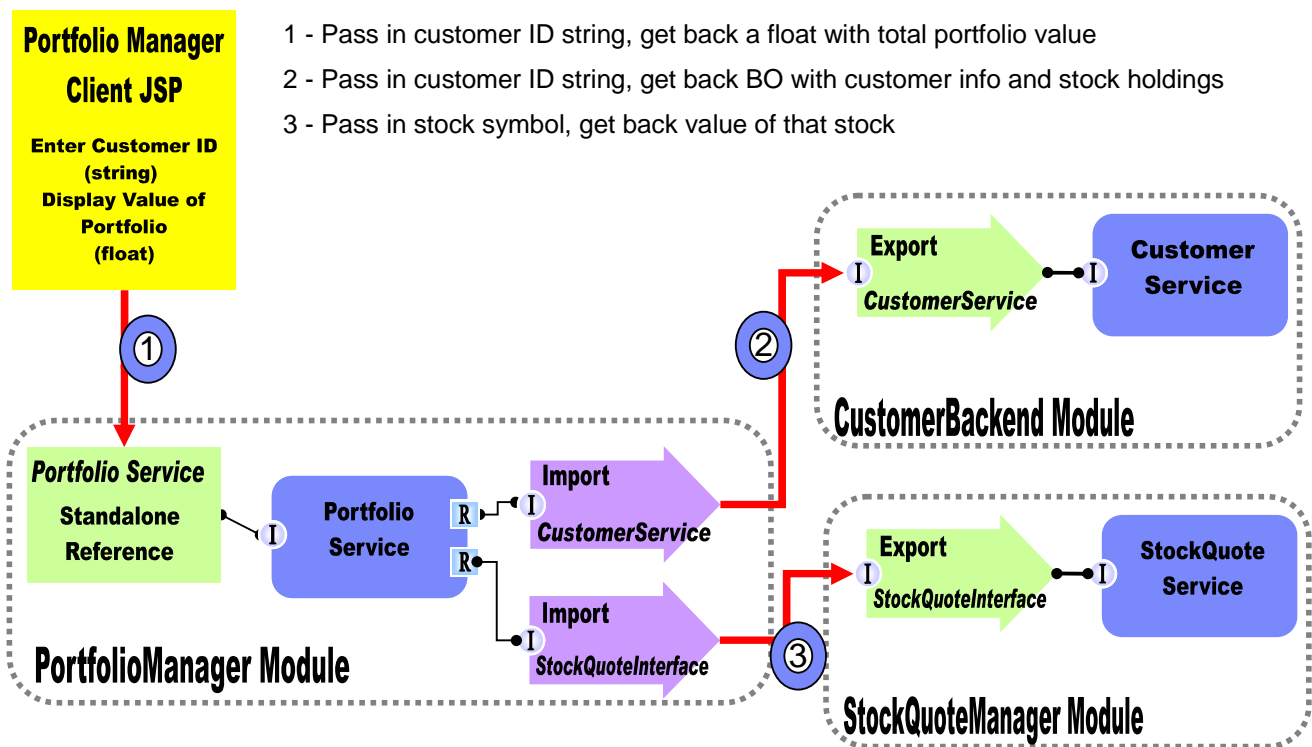 Portfolio Manager
Client JSP
Enter Customer ID
(string)
Display Value of
Portfolio
(float)
1 - Pass in customer ID string, get back a float with total portfolio value
2 - Pass in customer ID string, get back BO with customer info and stock holdings
3 - Pass in stock symbol, get back value of that stock
1
2
Export
I
CustomerService
I
Customer
Service
CustomerBackend Module
Portfolio Service
Standalone
Reference
I
Portfolio
Service
R
R
Import
I
CustomerService
Import
I
StockQuoteInterface
PortfolioManager Module
3
Export
I
StockQuoteInterface
I
StockQuote
Service
StockQuoteManager Module